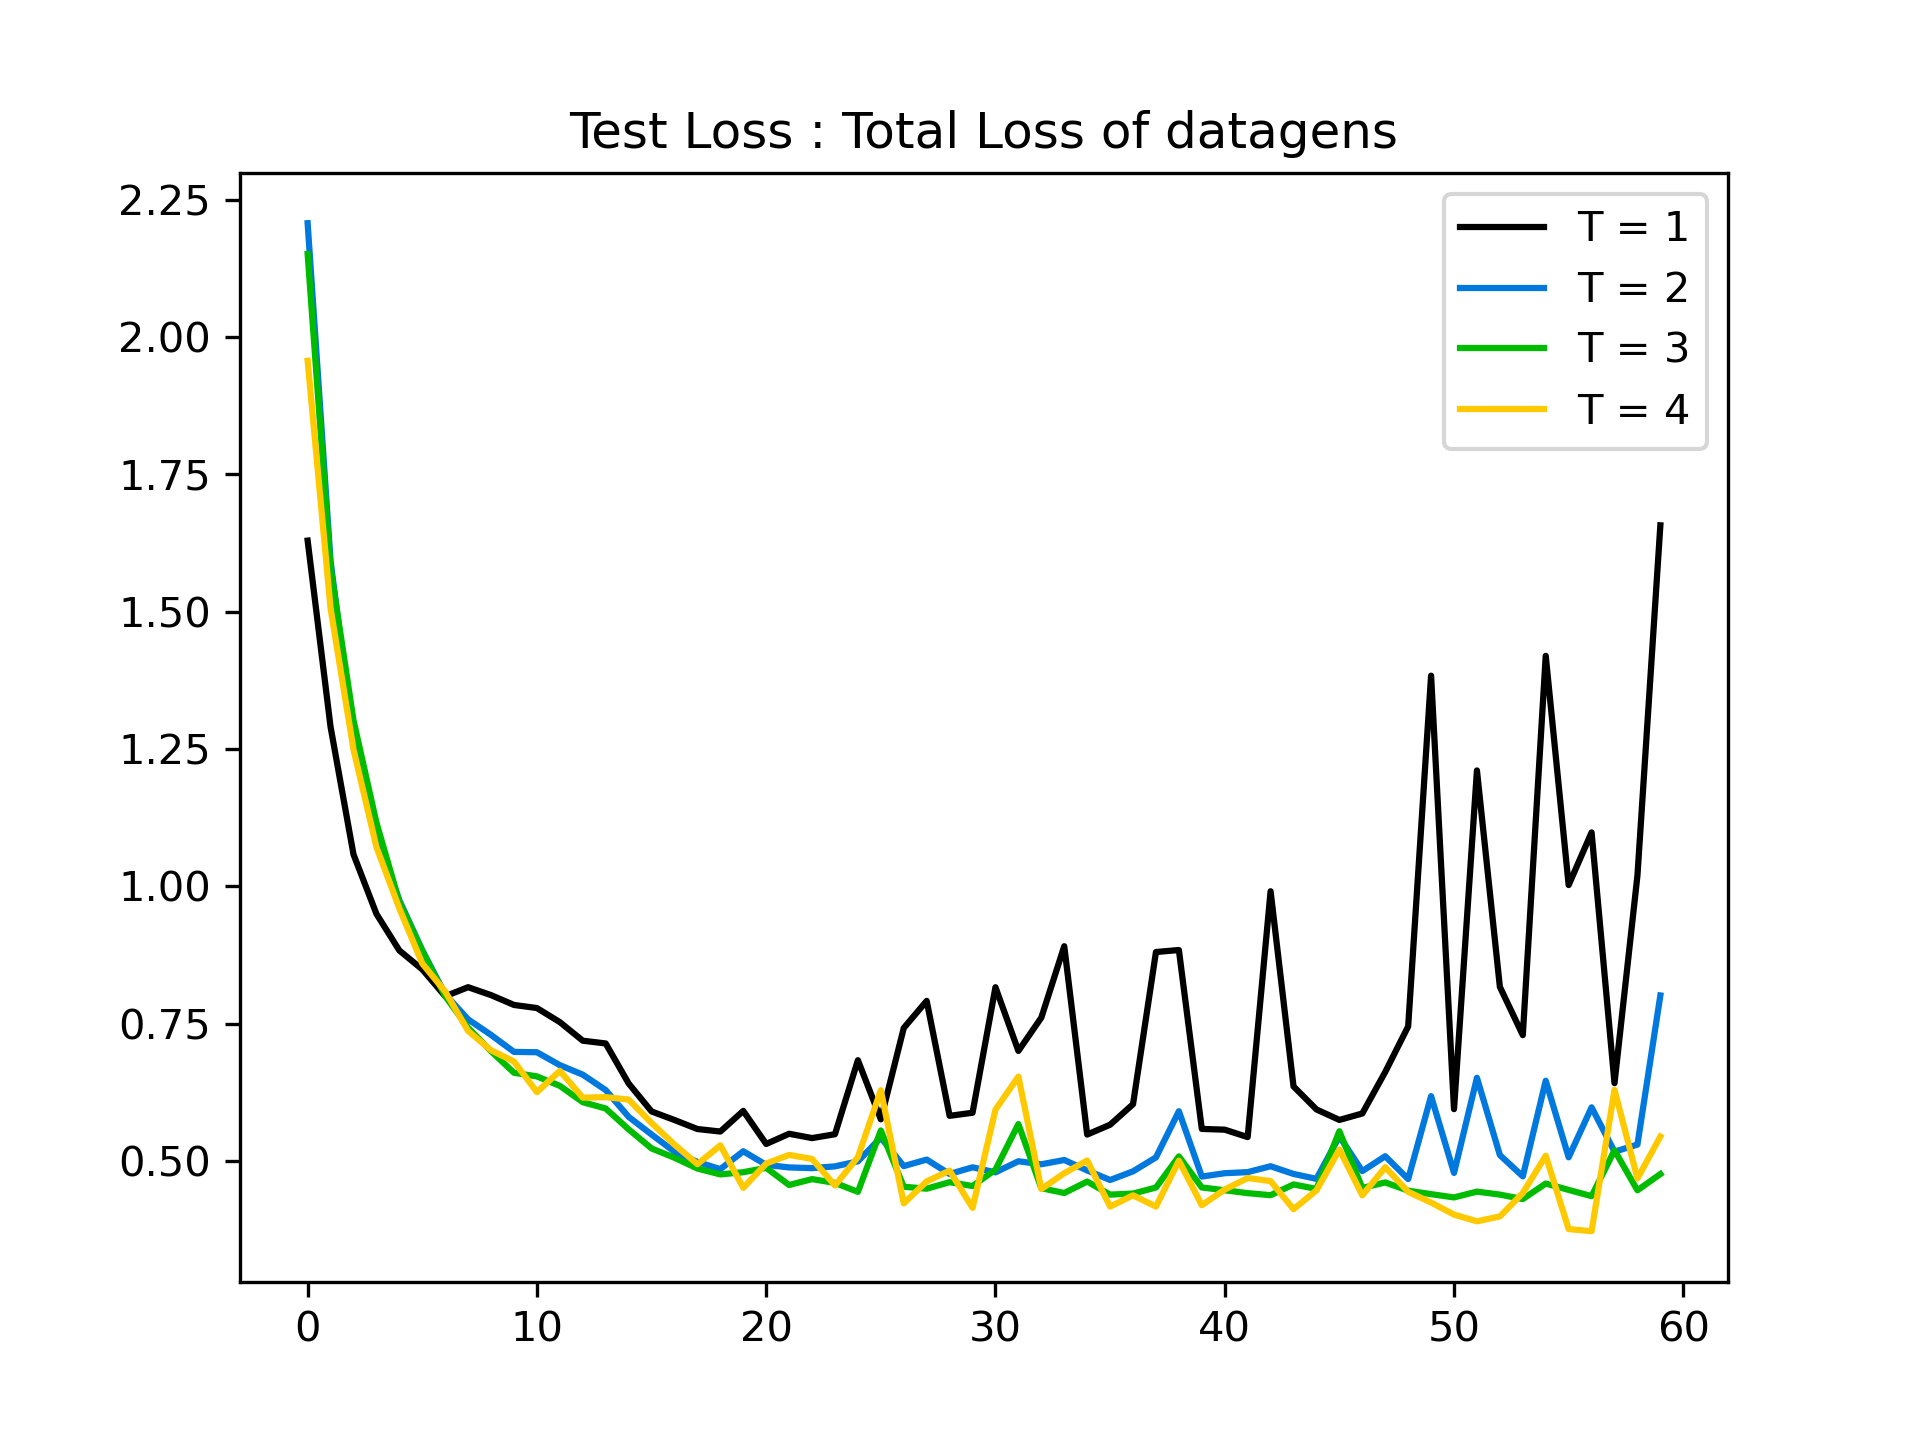 Test Loss : Total Loss of datagens
2.25
2.00
1.75
1.50
1.25
1.00
0.75
0.50
T = 1
T = 2
T = 3
T = 4
0 10 20 30 40 50 60